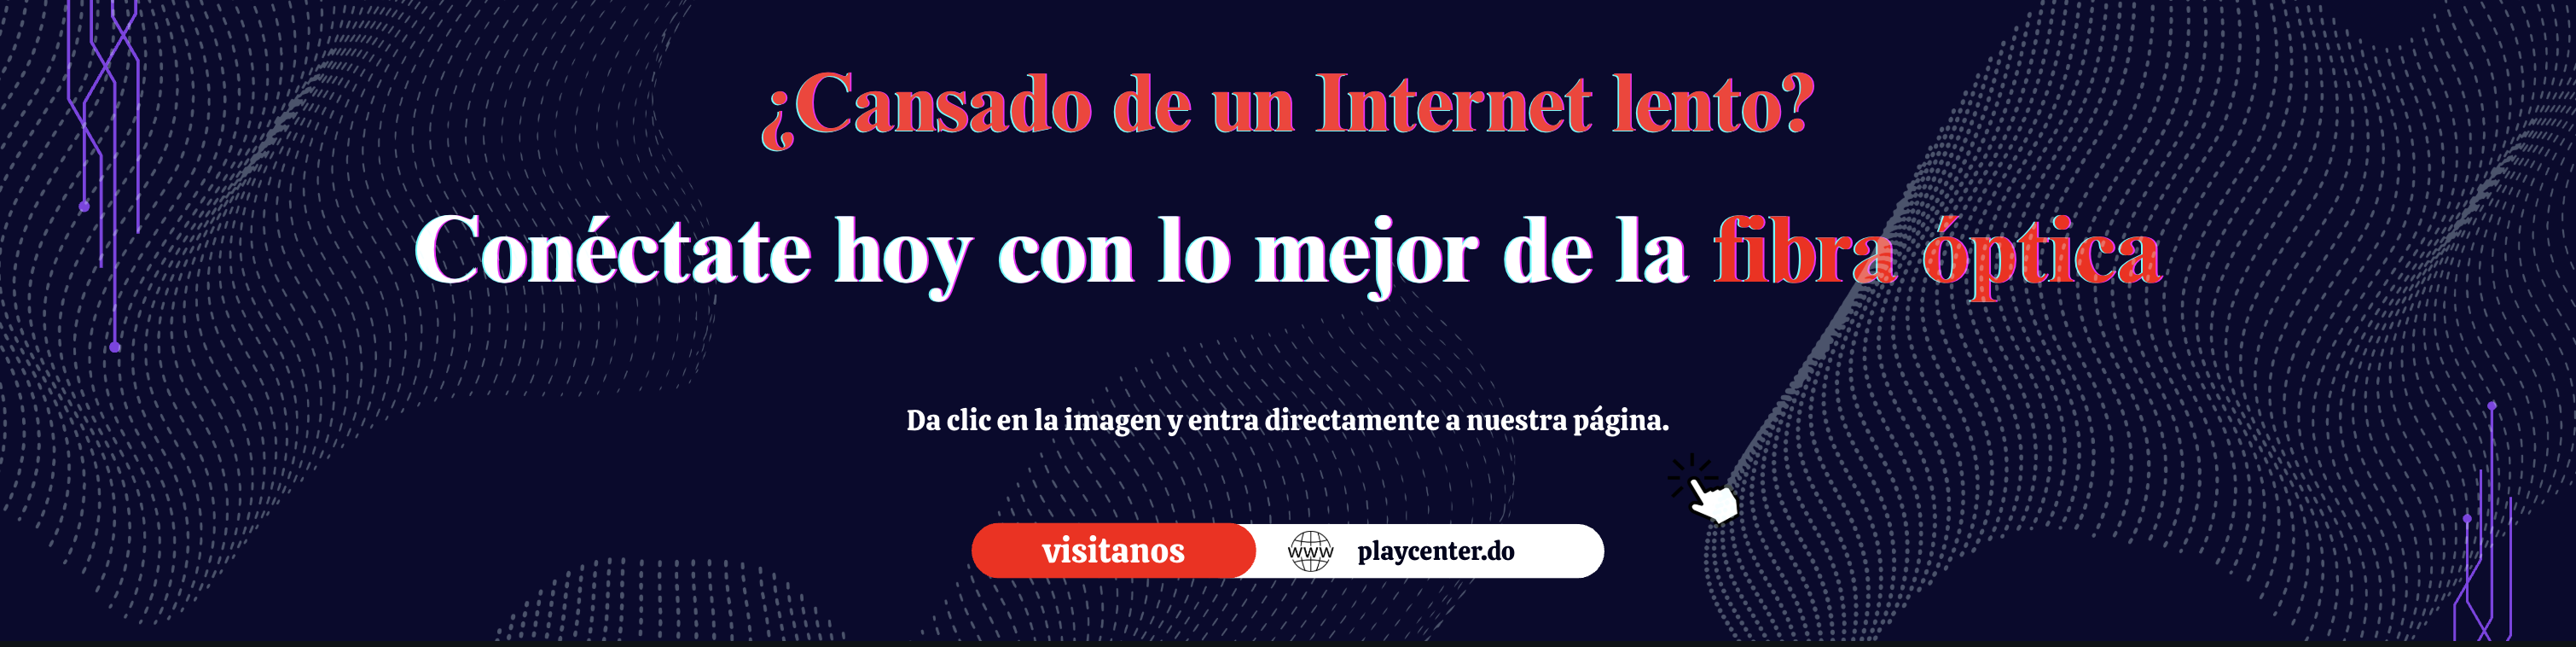 ¿Cansado de un Internet lento?
Conéctate hoy con lo mejor de la fibra óptica
Da clic en la imagen y entra directamente a nuestra página.
visitanos
www
playcenter.do